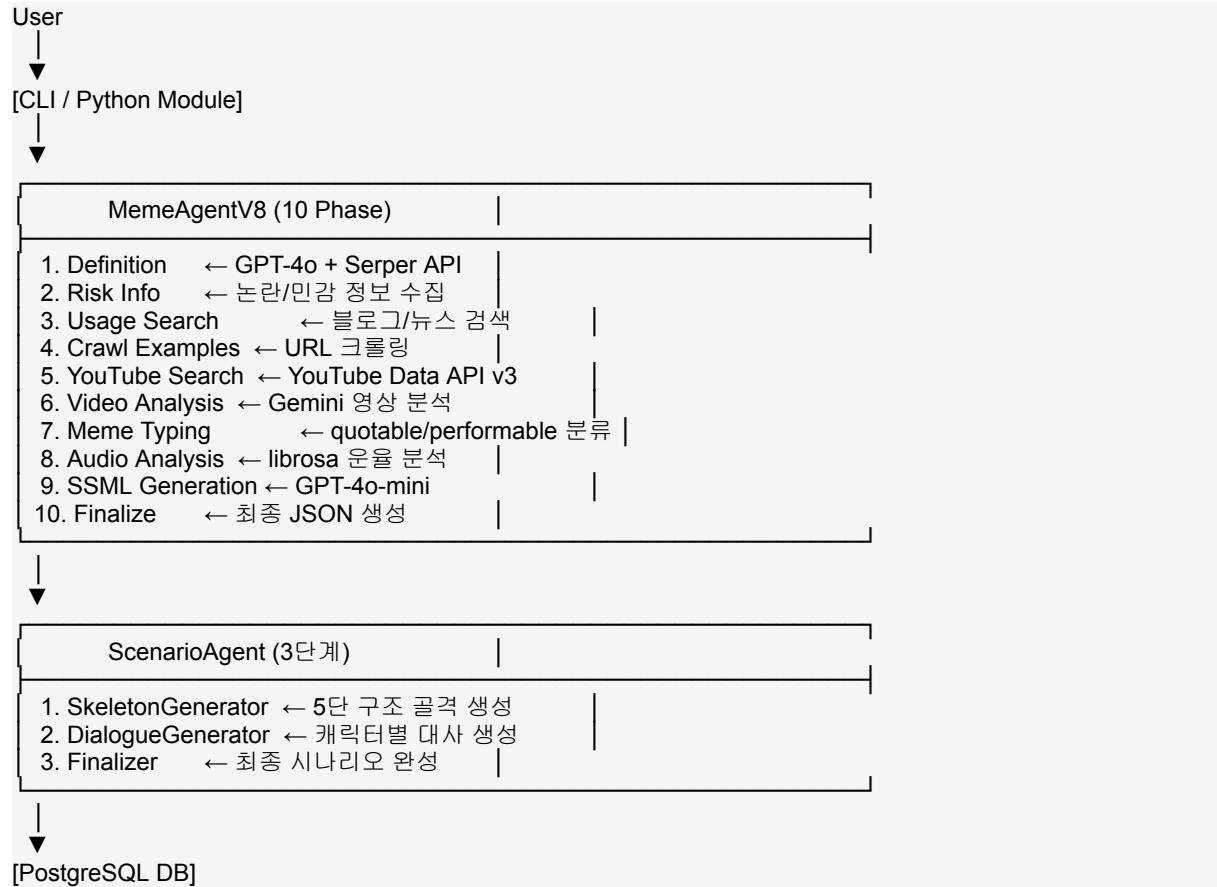 User
[CLI / Python Module]
MemeAgentV8 (10 Phase)
1. Definition ← GPT-4o + Serper API
2. Risk Info ← 논란/민감 정보 수집
3. Usage Search ← 블로그/뉴스 검색
4. Crawl Examples ← URL 크롤링
5. YouTube Search ← YouTube Data API v3
6. Video Analysis ← Gemini 영상 분석
7. Meme Typing ← quotable/performable 분류
8. Audio Analysis ← librosa 운율 분석
9. SSML Generation ← GPT-4o-mini
10. Finalize ← 최종 JSON 생성
ScenarioAgent (3단계)
1. SkeletonGenerator ← 5단 구조 골격 생성
2. DialogueGenerator ← 캐릭터별 대사 생성
3. Finalizer ← 최종 시나리오 완성
[PostgreSQL DB]